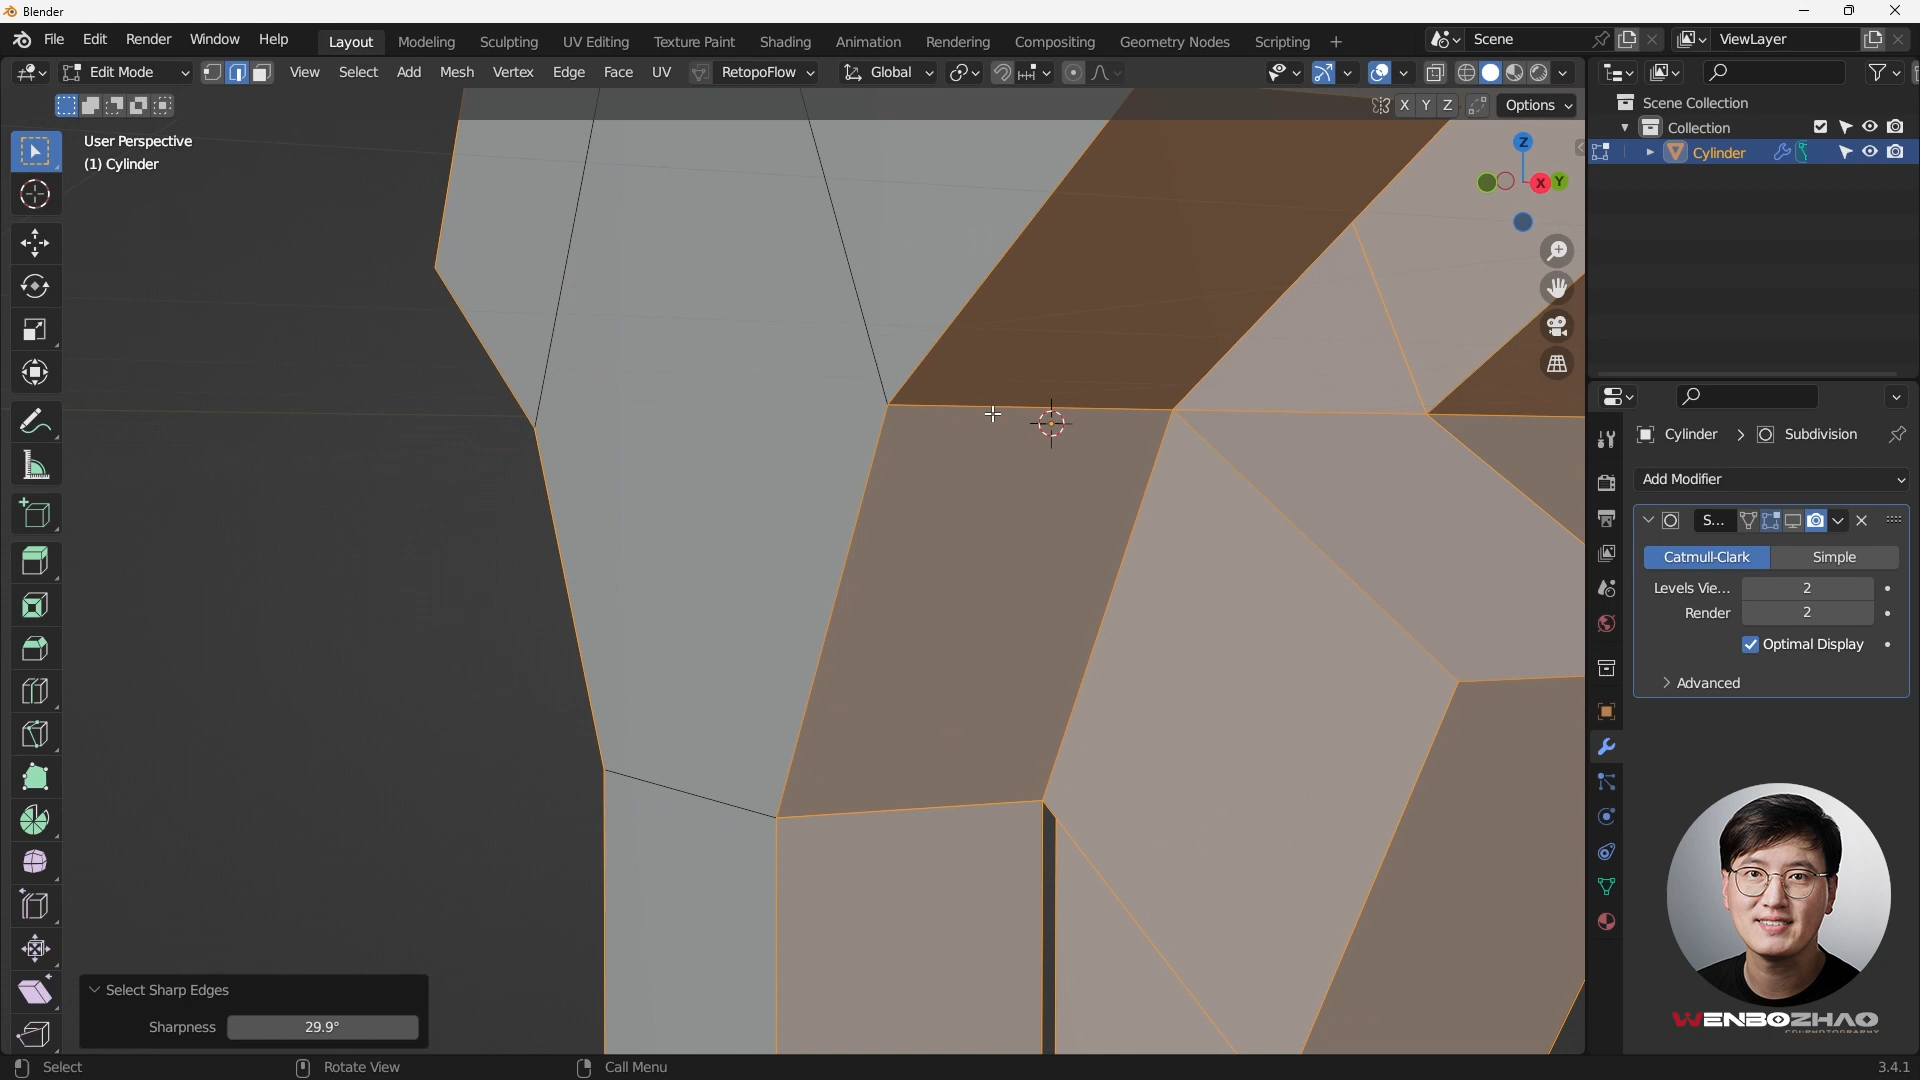 Blender
File Edit Render Window Help Layout Modeling Sculpting UV Editing Texture Paint Shading Animation Rendering Compositing Geometry Nodes Scripting + Scene ViewLayer
Edit Mode View Select Add Mesh Vertex Edge Face UV RetopoFlow Global
X Y Z Options
User Perspective
(1) Cylinder
Z
X Y
Scene Collection
Collection
Cylinder
Cylinder > Subdivision
Add Modifier
S...
Catmull-Clark Simple
Levels Vie... 2
Render 2
Optimal Display
Advanced
Select Sharp Edges
Sharpness 29.9°
WENBOZHAO
Select Rotate View Call Menu 3.4.1